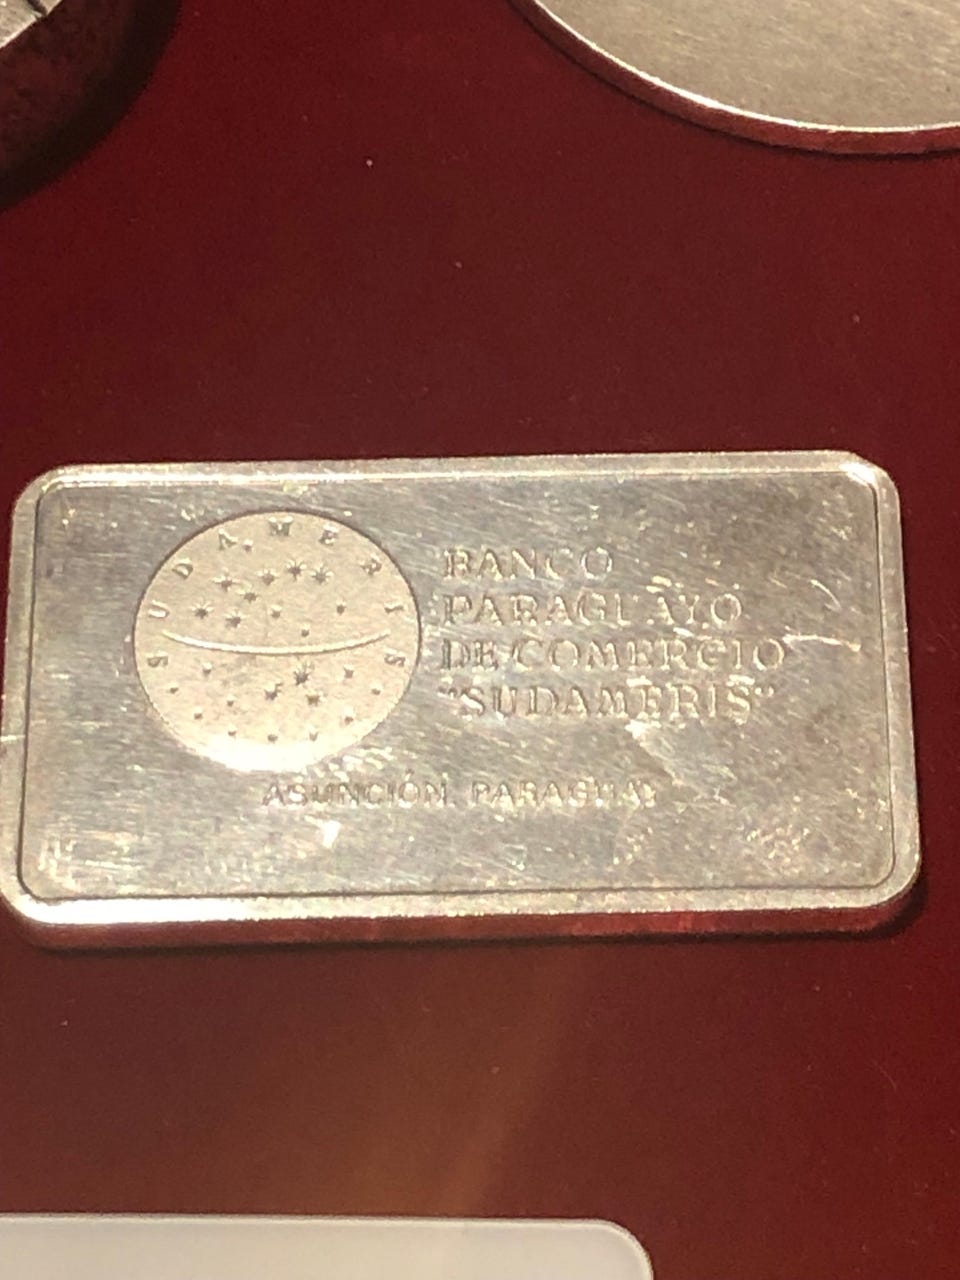 SUDAMERIS
BANCO
PARAGUAYO
DE COMERCIO
"SUDAMERIS"
ASUNCIÓN, PARAGUAY